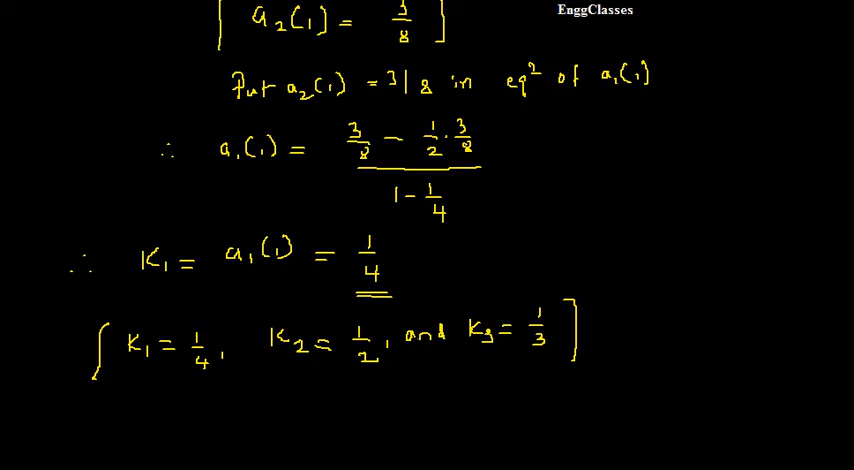 EnggClasses
[ a₂(1) = 3/8 ]
Put a₂(1) = 3/8 in eqⁿ of a₁(1)
∴ a₁(1) = (3/8 − 1/2 · 3/8) / (1 − 1/4)
∴ K₁ = a₁(1) = 1/4
[ K₁ = 1/4, K₂ = 1/2, and K₃ = 1/3 ]